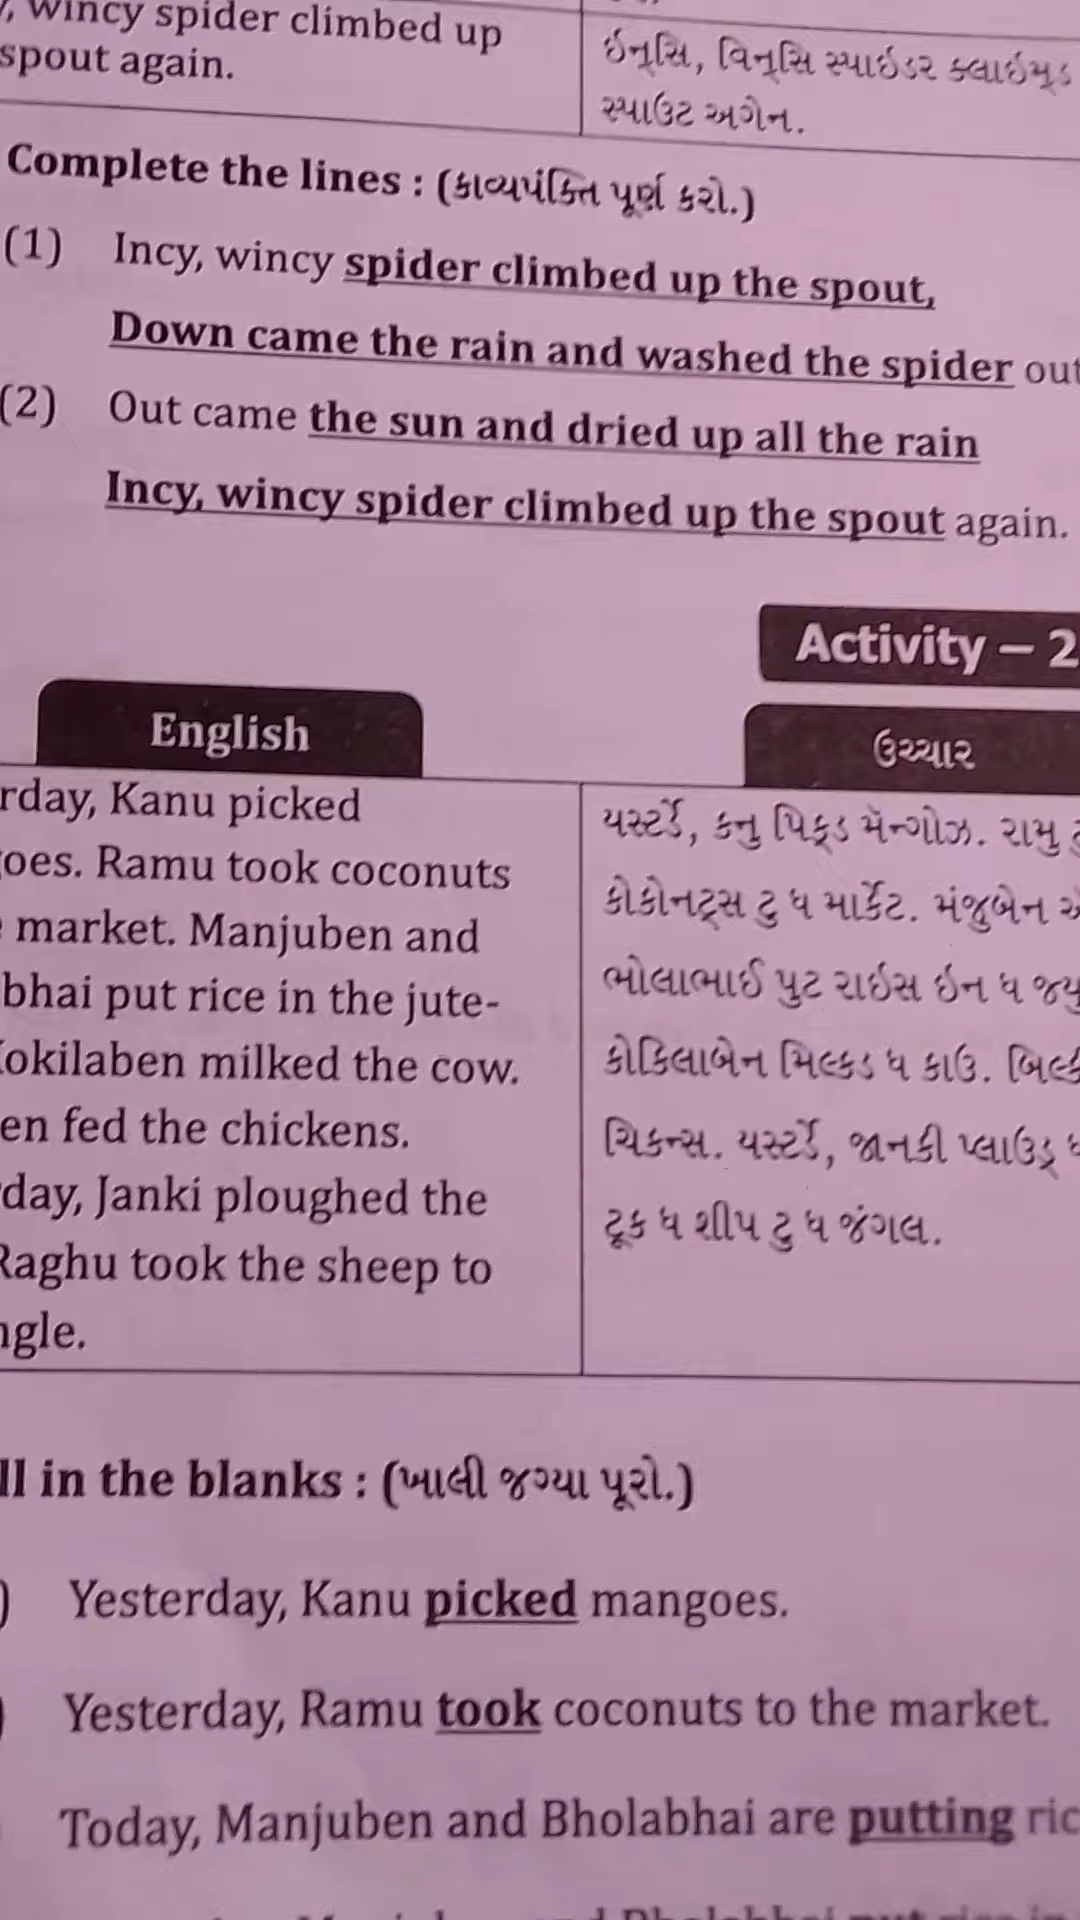 wincy spider climbed up
spout again.
ઈન્સિ, વિન્સિ સ્પાઈડર ક્લાઈમ્ડ
સ્પાઉટ અગેન.
Complete the lines : (કાવ્યપંક્તિ પૂર્ણ કરો.)
(1) Incy, wincy spider climbed up the spout,
Down came the rain and washed the spider out
(2) Out came the sun and dried up all the rain
Incy, wincy spider climbed up the spout again.
Activity – 2
English
ઉચ્ચાર
rday, Kanu picked
oes. Ramu took coconuts
market. Manjuben and
bhai put rice in the jute-
okilaben milked the cow.
en fed the chickens.
day, Janki ploughed the
Raghu took the sheep to
ngle.
યસ્ટર્ડે, કનુ પિક્ડ મૅન્ગોઝ. રામુ
કોકોનટ્સ ટુ ધ માર્કેટ. મંજુબેન
ભોલાભાઈ પુટ રાઈસ ઈન ધ જ્યુ
કોકિલાબેન મિલ્કડ ધ કાઉ.
ચિકન્સ. યસ્ટર્ડે, જાનકી પ્લાઉડ્
ટૂક ધ શીપ ટુ ધ જંગલ.
ll in the blanks : (ખાલી જગ્યા પૂરો.)
) Yesterday, Kanu picked mangoes.
) Yesterday, Ramu took coconuts to the market.
Today, Manjuben and Bholabhai are putting ric